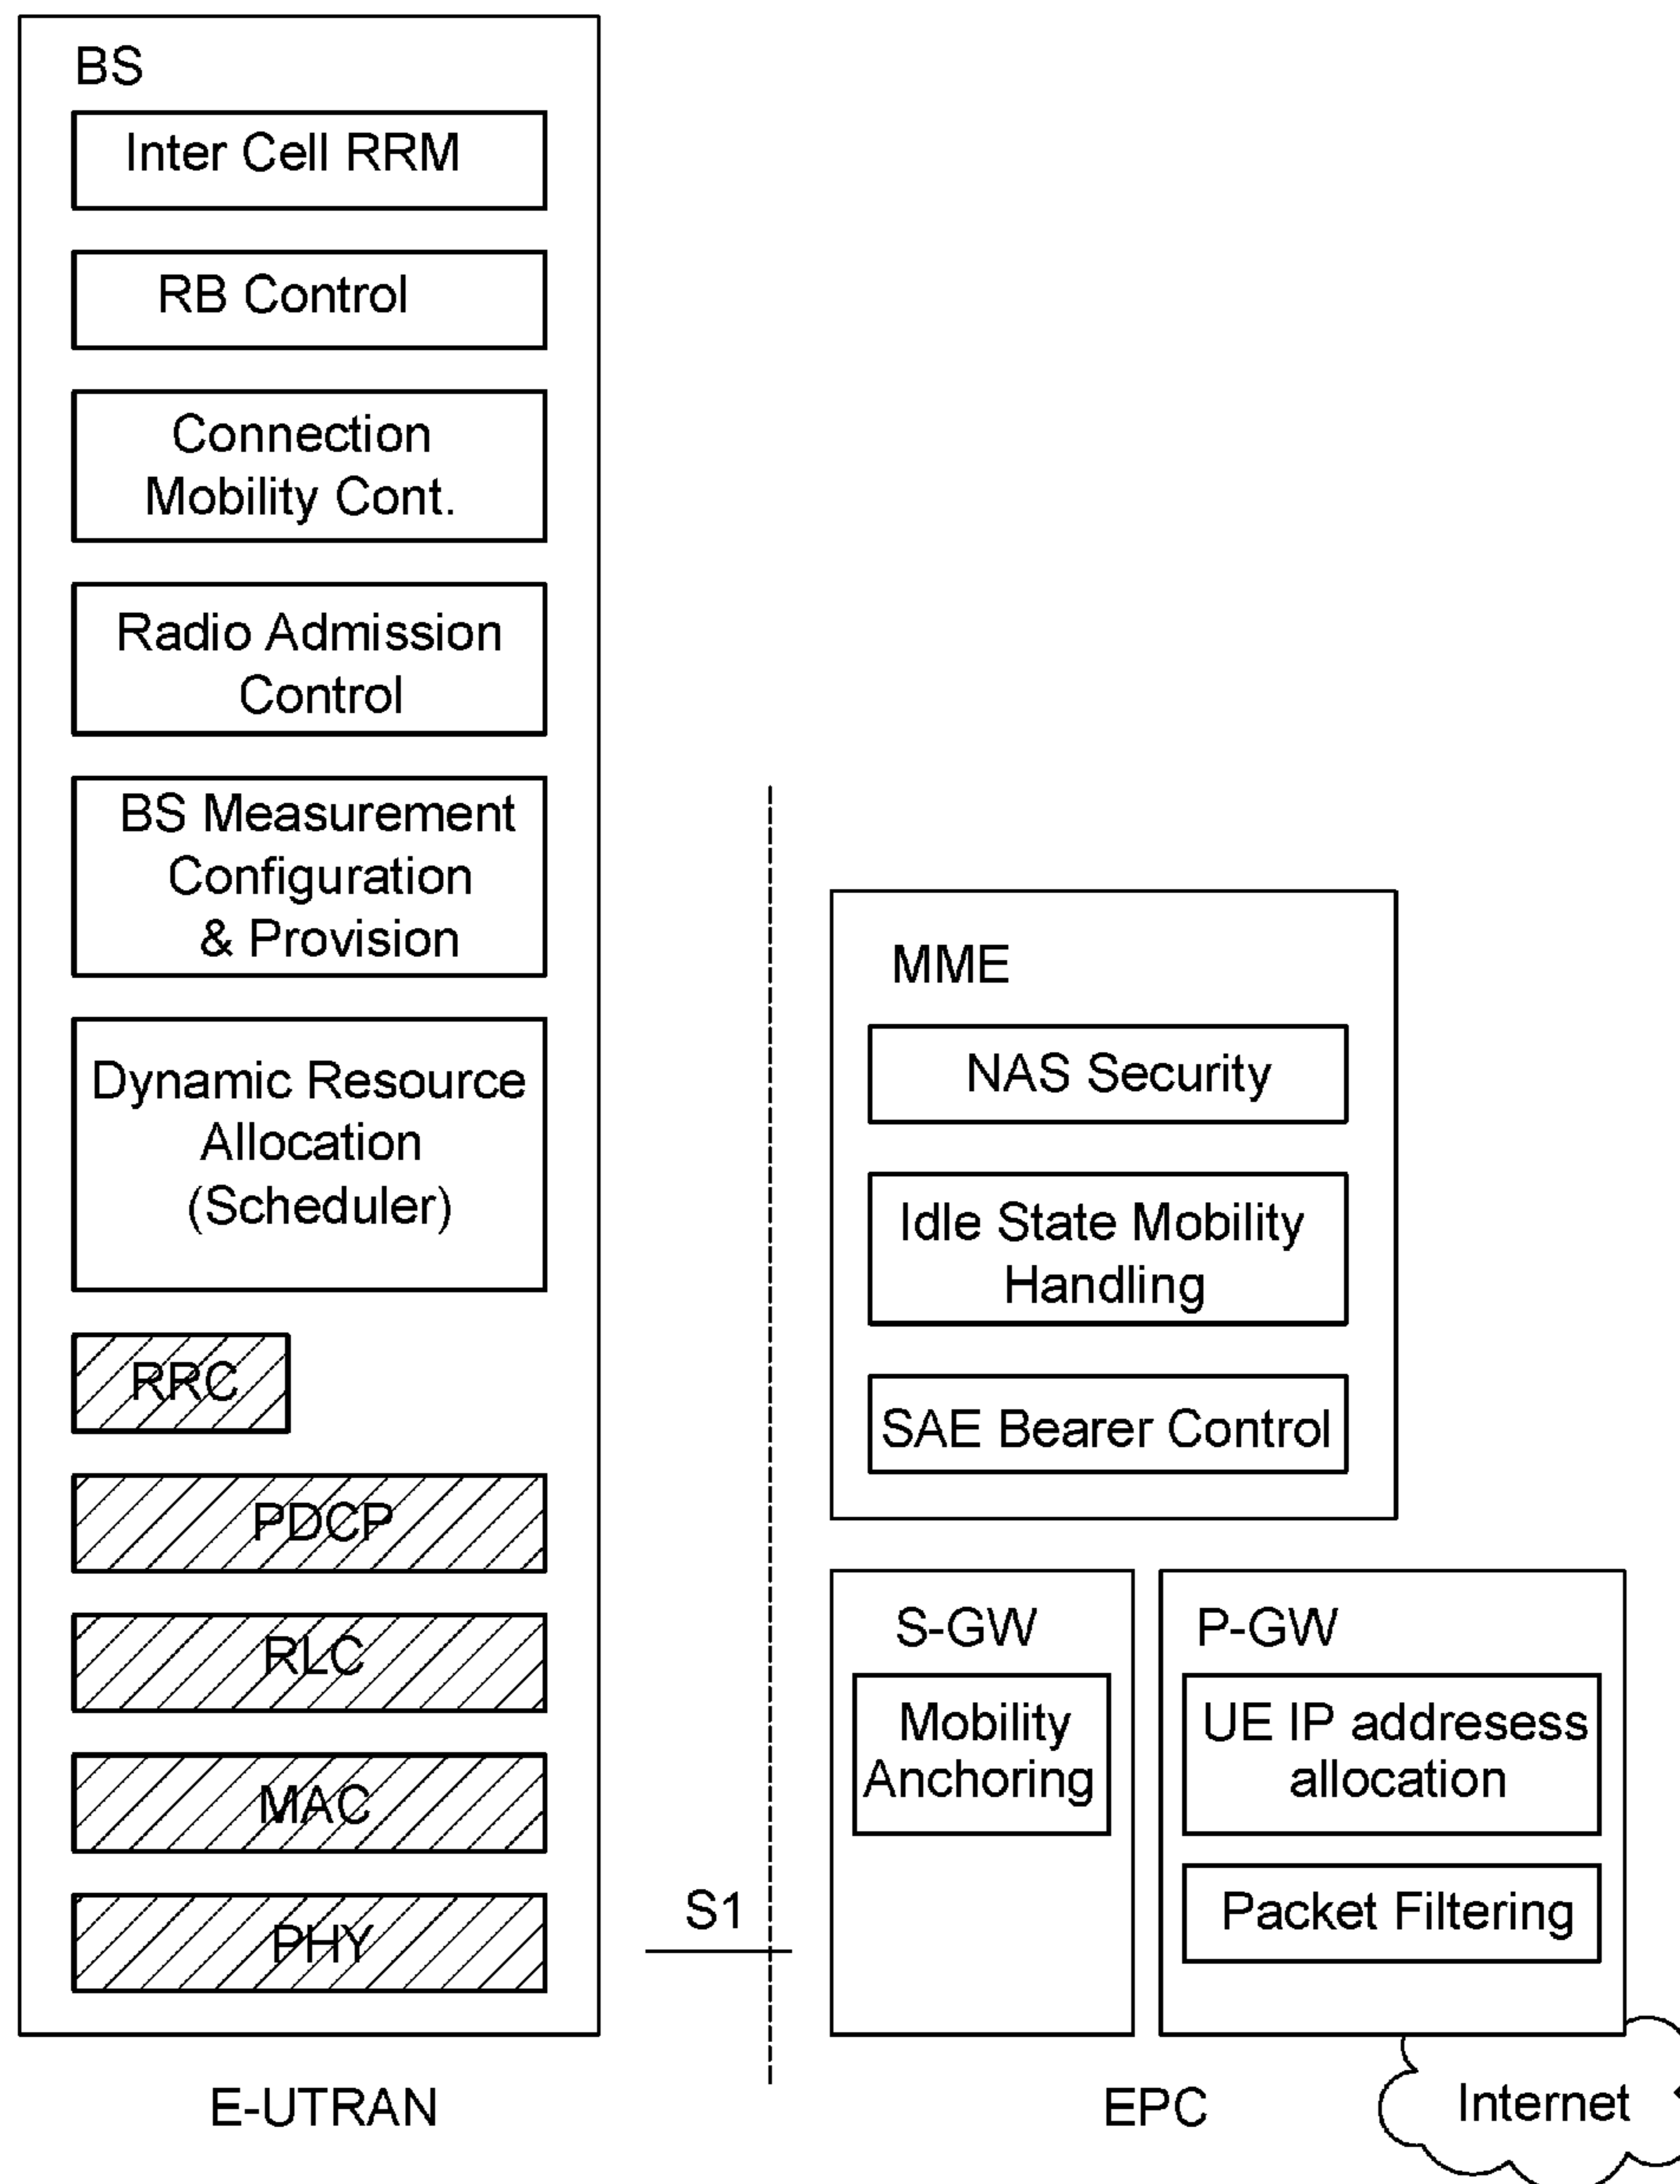 BS
Inter Cell RRM
RB Control
Connection
Mobility Cont.
Radio Admission
Control
BS Measurement
Configuration
& Provision
Dynamic Resource
Allocation
(Scheduler)
RRC
PDCP
RLC
MAC
PHY
S1
MME
NAS Security
Idle State Mobility
Handling
SAE Bearer Control
S-GW
Mobility
Anchoring
P-GW
UE IP addresess
allocation
Packet Filtering
E-UTRAN
EPC
Internet